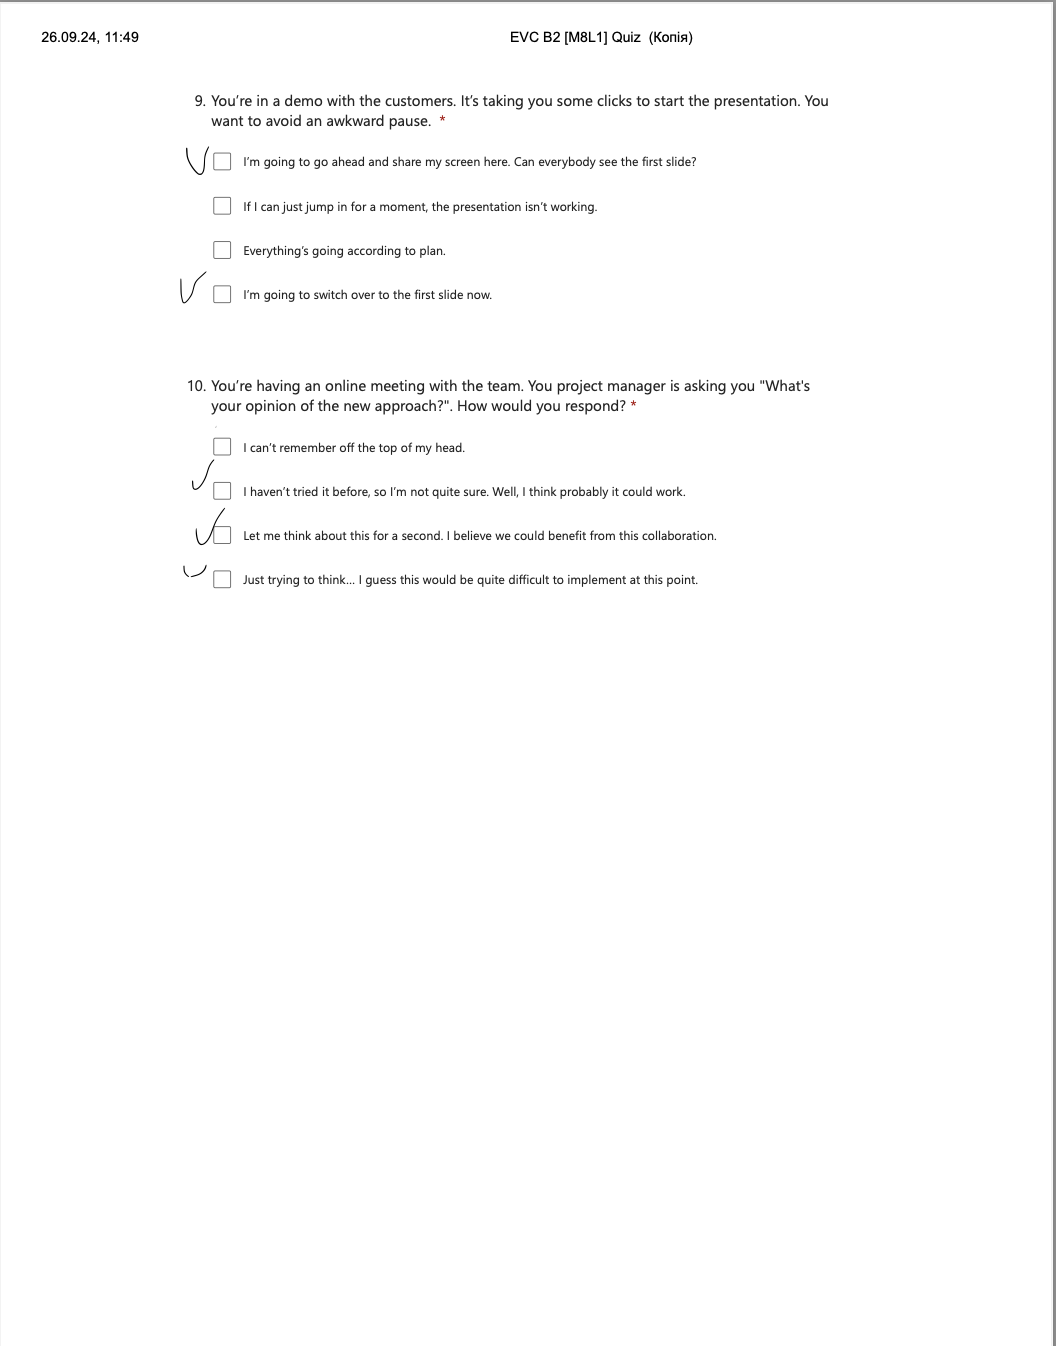 26.09.24, 11:49 EVC B2 [M8L1] Quiz (Копія)
9. You’re in a demo with the customers. It’s taking you some clicks to start the presentation. You
want to avoid an awkward pause. *
I’m going to go ahead and share my screen here. Can everybody see the first slide?
If I can just jump in for a moment, the presentation isn’t working.
Everything’s going according to plan.
I’m going to switch over to the first slide now.
10. You’re having an online meeting with the team. You project manager is asking you "What's
your opinion of the new approach?". How would you respond? *
I can’t remember off the top of my head.
I haven’t tried it before, so I’m not quite sure. Well, I think probably it could work.
Let me think about this for a second. I believe we could benefit from this collaboration.
Just trying to think... I guess this would be quite difficult to implement at this point.